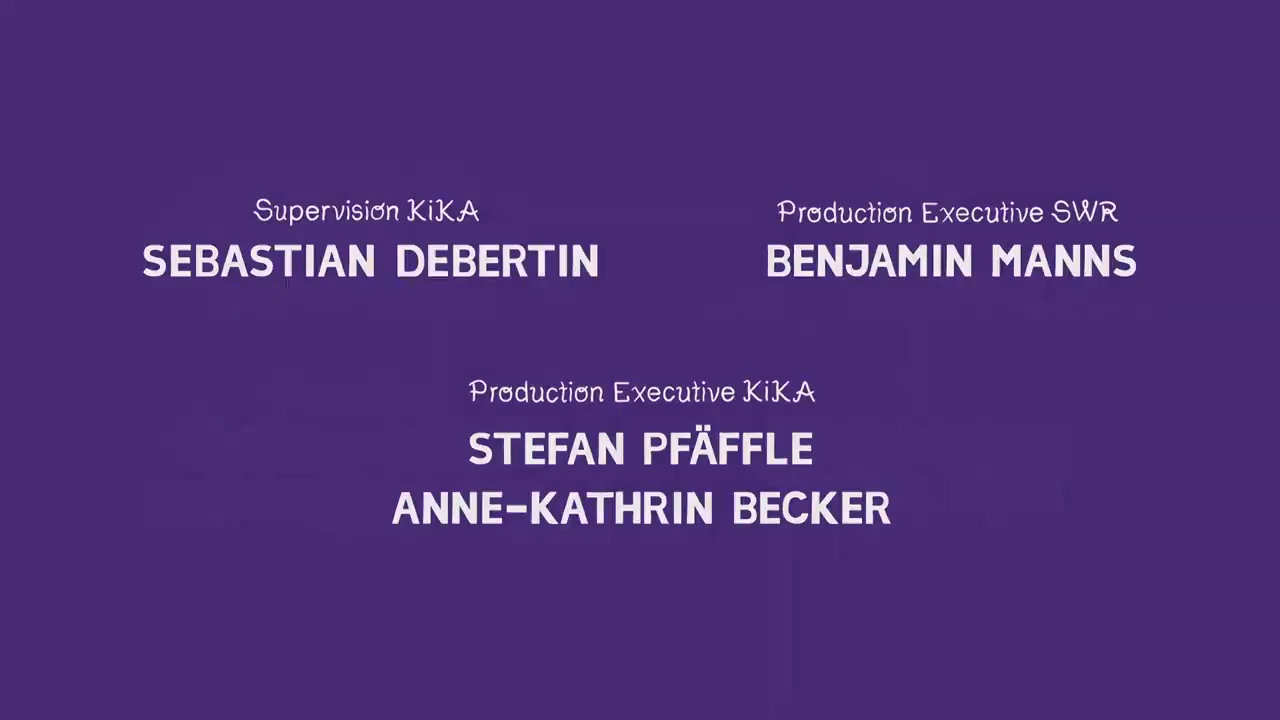 Supervision KiKA
SEBASTIAN DEBERTIN
Production Executive SWR
BENJAMIN MANNS
Production Executive KiKA
STEFAN PFÄFFLE
ANNE-KATHRIN BECKER